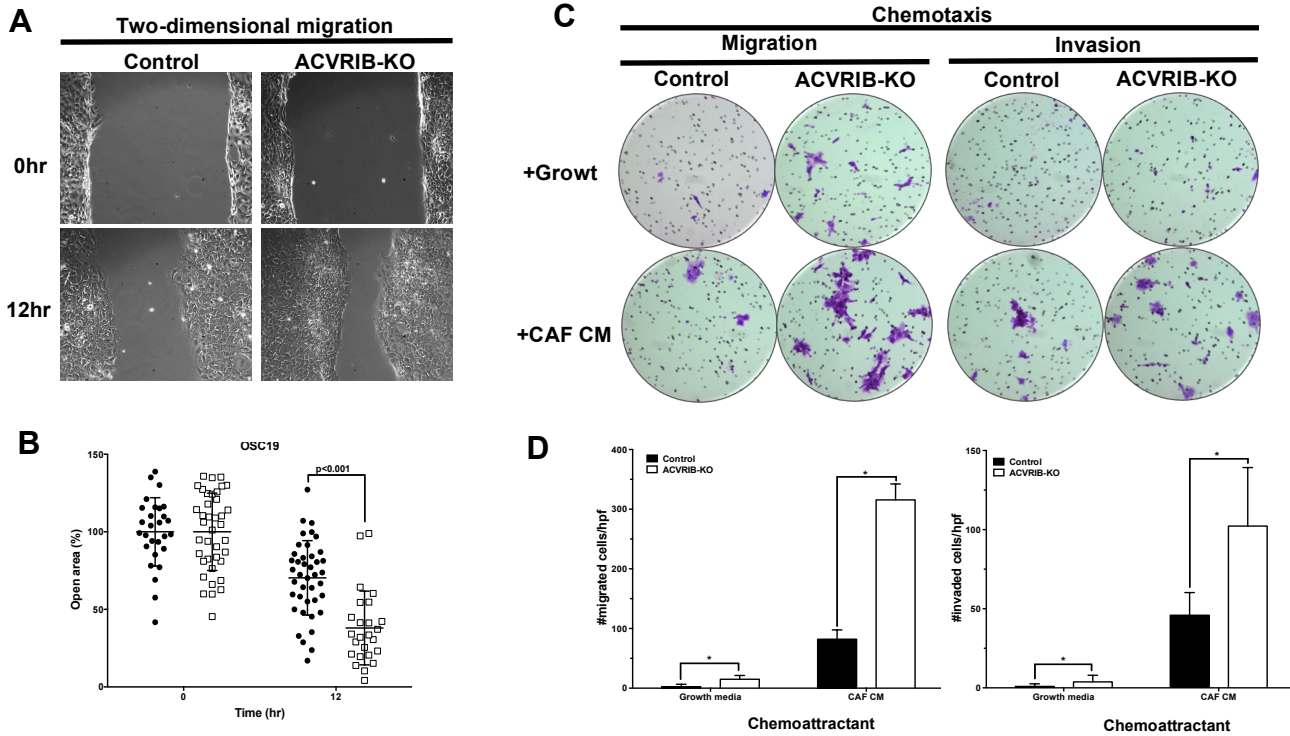 A
Two-dimensional migration
Control ACVRIB-KO
0hr
12hr
B
OSC19
150
100
50
0
Open area (%)
p<0.001
0 12
Time (hr)
C
Chemotaxis
Migration Invasion
Control ACVRIB-KO Control ACVRIB-KO
+Growt
+CAF CM
D
400
300
200
100
0
#migrated cells/hpf
Control
ACVRIB-KO
*
*
Growth media CAF CM
Chemoattractant
150
100
50
0
#invaded cells/hpf
Control
ACVRIB-KO
*
*
Growth media CAF CM
Chemoattractant